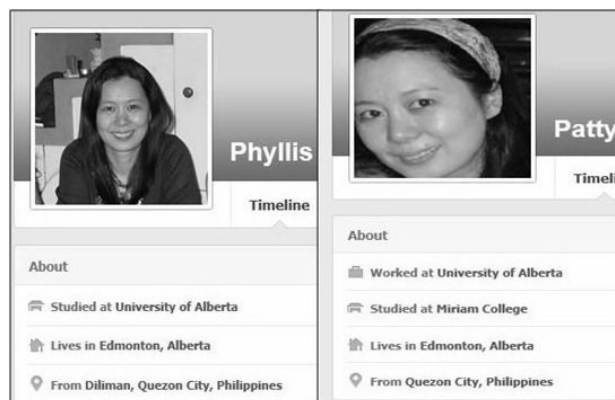 Phyllis
Timeline
About
Studied at University of Alberta
Lives in Edmonton, Alberta
From Diliman, Quezon City, Philippines
Patty
Timeli
About
Worked at University of Alberta
Studied at Miriam College
Lives in Edmonton, Alberta
From Quezon City, Philippines